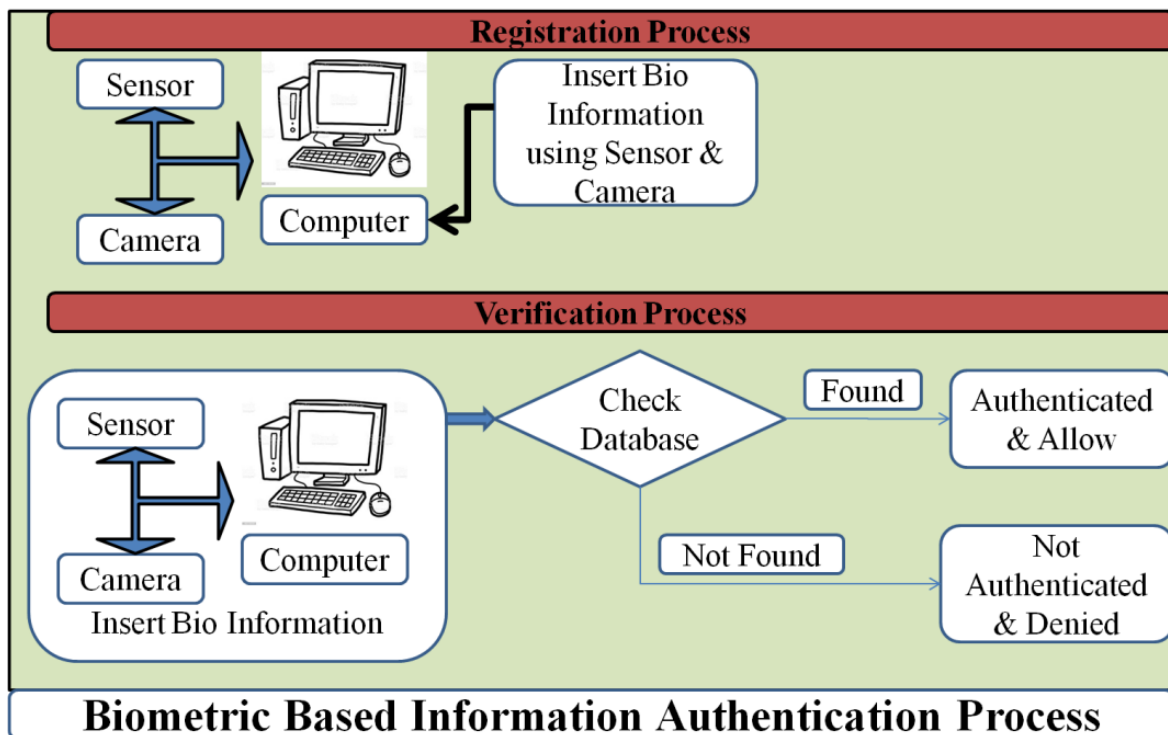 Registration Process
Sensor
Insert Bio
Information
using Sensor &
Camera
Computer
Camera
Verification Process
Sensor
Computer
Camera
Insert Bio Information
Check
Database
Found
Authenticated
& Allow
Not Found
Not
Authenticated
& Denied
Biometric Based Information Authentication Process